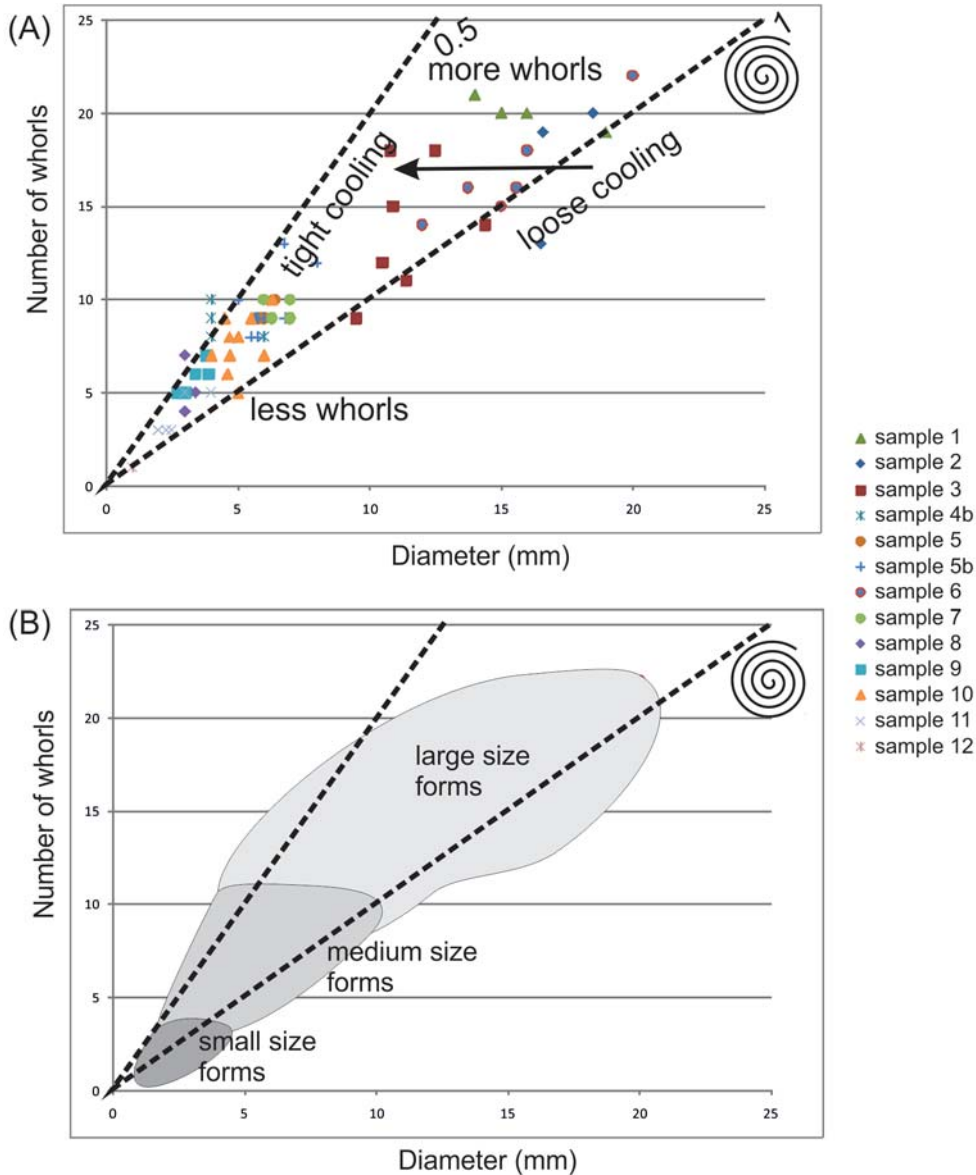 (A)
25
20
15
10
5
0
0 5 10 15 20 25
Number of whorls
Diameter (mm)
0.5
1
more whorls
tight cooling
loose cooling
less whorls
sample 1
sample 2
sample 3
sample 4b
sample 5
sample 5b
sample 6
sample 7
sample 8
sample 9
sample 10
sample 11
sample 12
(B)
25
20
15
10
5
0
0 5 10 15 20 25
Number of whorls
Diameter (mm)
large size
forms
medium size
forms
small size
forms